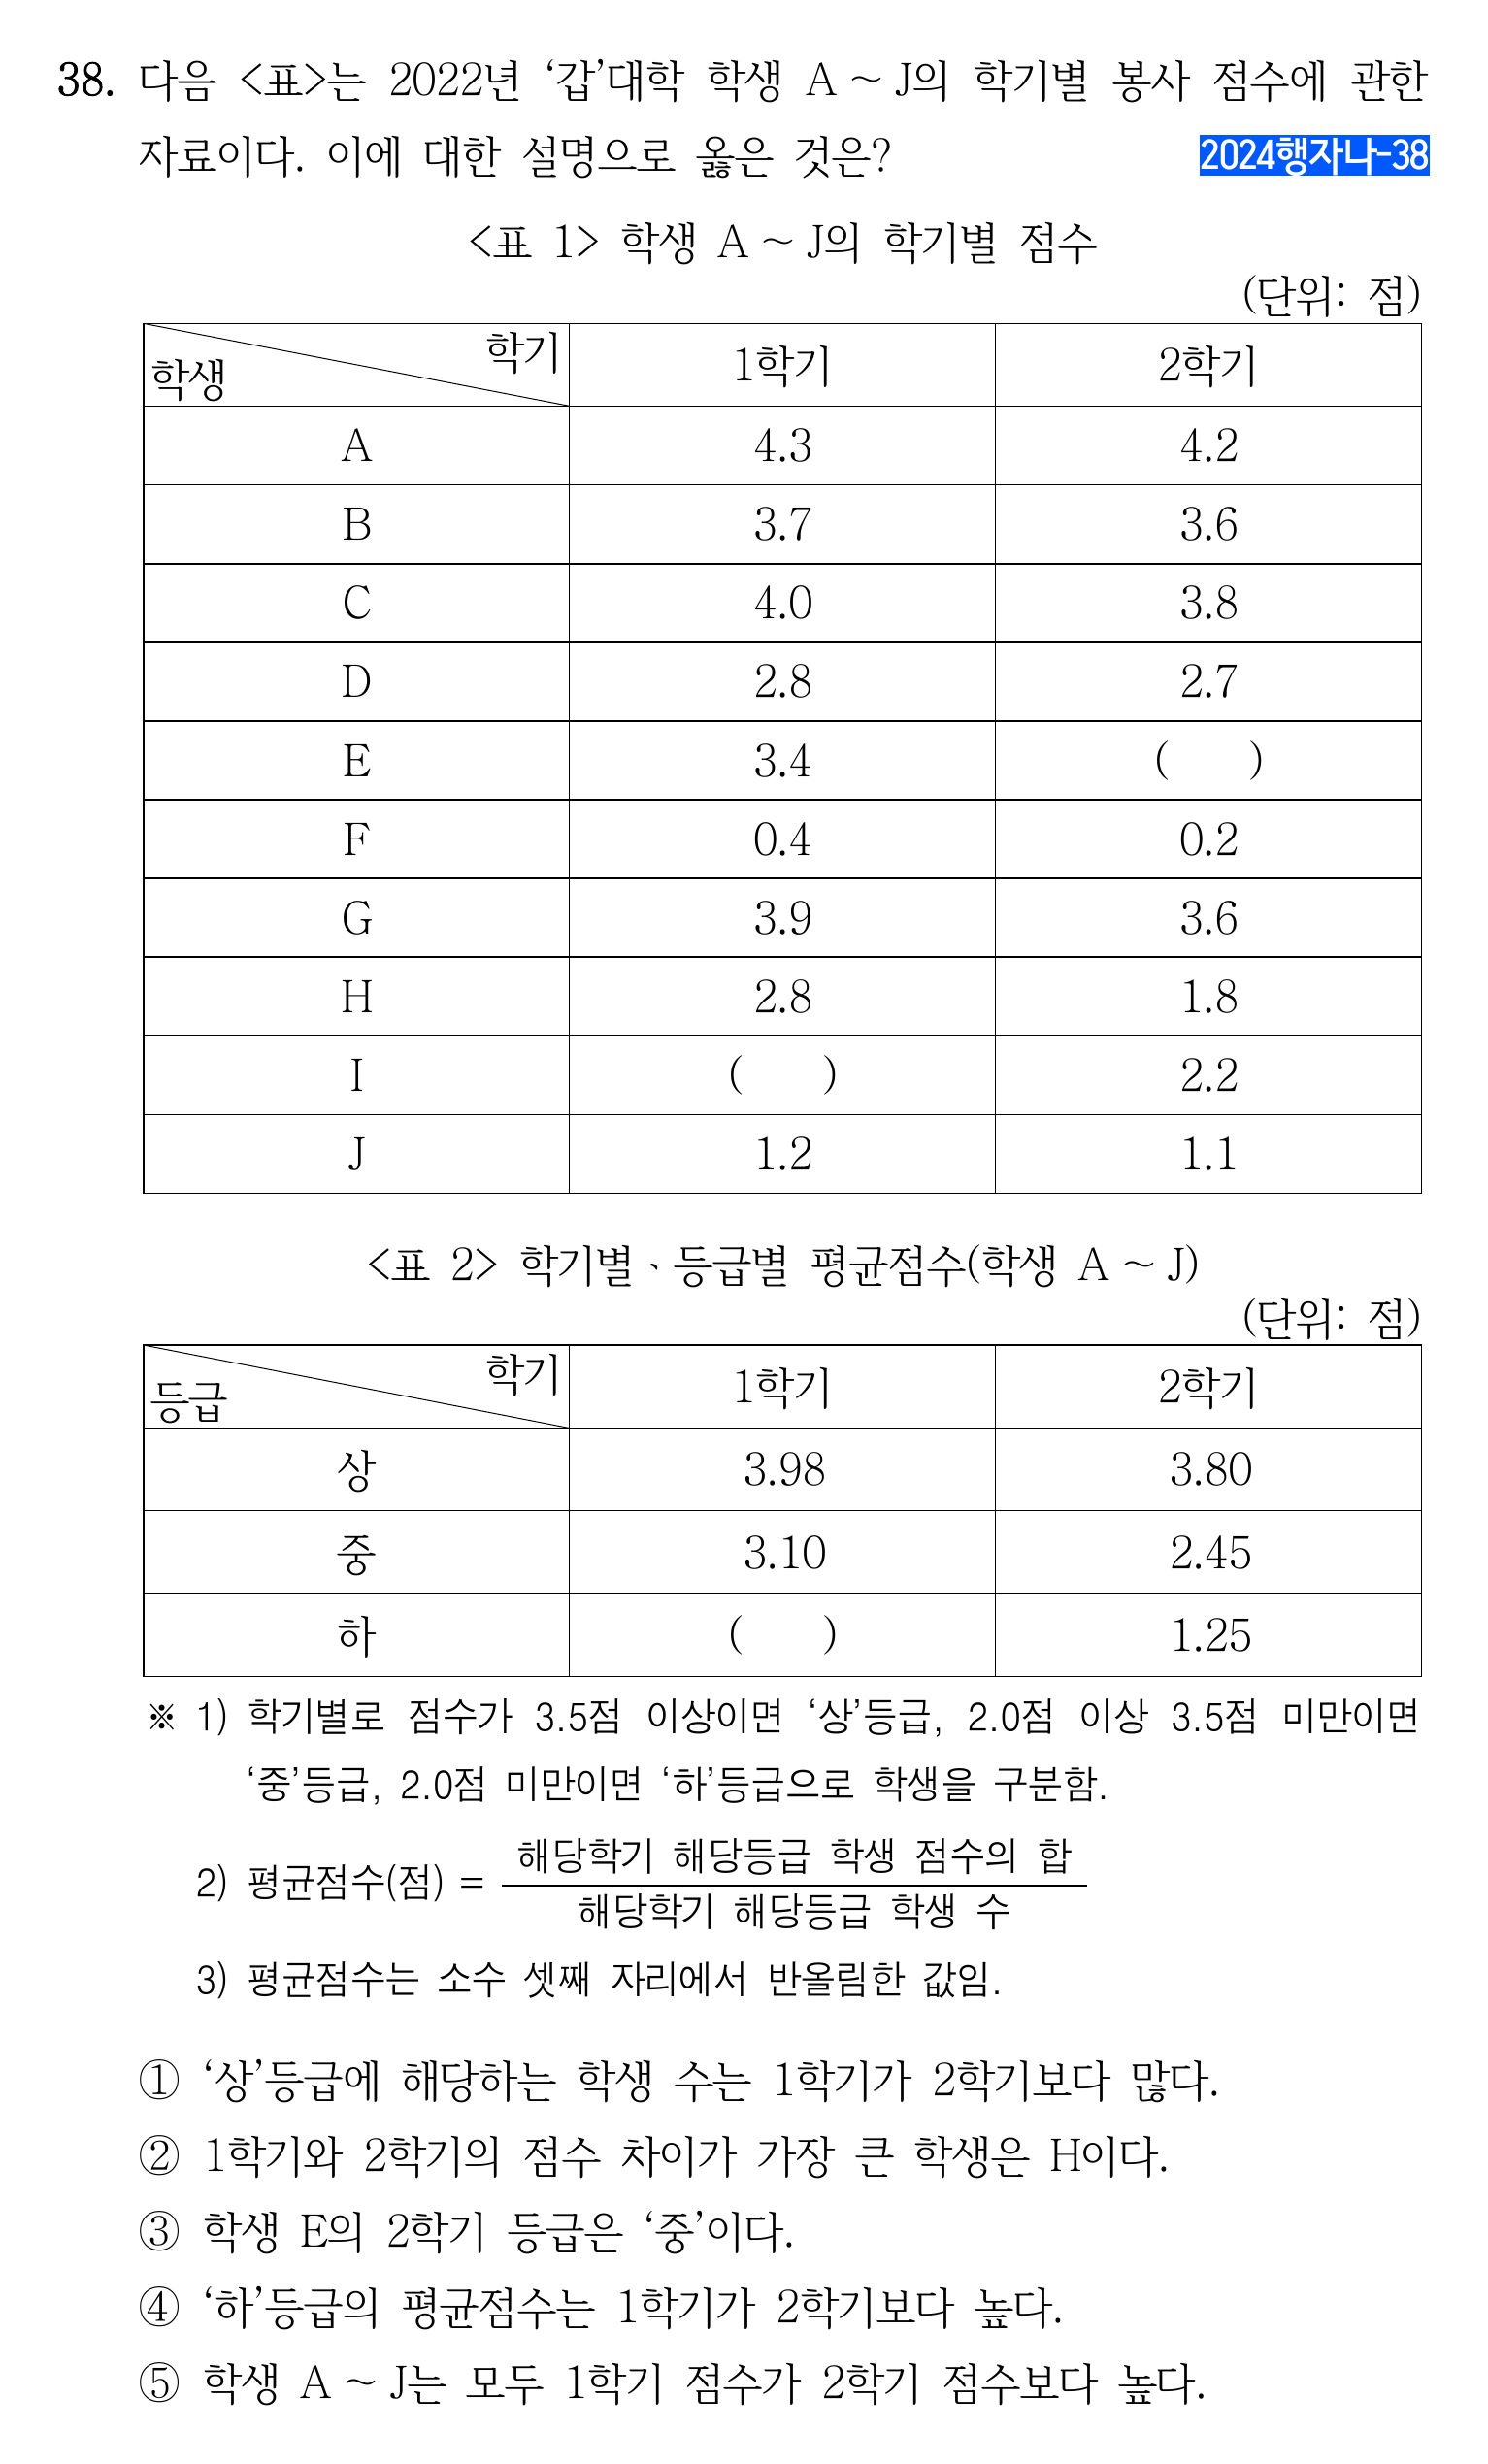 38. 다음 <표>는 2022년 ‘갑’대학 학생 A ~ J의 학기별 봉사 점수에 관한
자료이다. 이에 대한 설명으로 옳은 것은? 2024행자나-38
<표 1> 학생 A ~ J의 학기별 점수
(단위: 점)
학생 학기 1학기 2학기
A 4.3 4.2
B 3.7 3.6
C 4.0 3.8
D 2.8 2.7
E 3.4 ( )
F 0.4 0.2
G 3.9 3.6
H 2.8 1.8
I ( ) 2.2
J 1.2 1.1
<표 2> 학기별ㆍ등급별 평균점수(학생 A ~ J)
(단위: 점)
등급 학기 1학기 2학기
상 3.98 3.80
중 3.10 2.45
하 ( ) 1.25
※ 1) 학기별로 점수가 3.5점 이상이면 ‘상’등급, 2.0점 이상 3.5점 미만이면
‘중’등급, 2.0점 미만이면 ‘하’등급으로 학생을 구분함.
2) 평균점수(점) = 해당학기 해당등급 학생 점수의 합
해당학기 해당등급 학생 수
3) 평균점수는 소수 셋째 자리에서 반올림한 값임.
① ‘상’등급에 해당하는 학생 수는 1학기가 2학기보다 많다.
② 1학기와 2학기의 점수 차이가 가장 큰 학생은 H이다.
③ 학생 E의 2학기 등급은 ‘중’이다.
④ ‘하’등급의 평균점수는 1학기가 2학기보다 높다.
⑤ 학생 A ~ J는 모두 1학기 점수가 2학기 점수보다 높다.